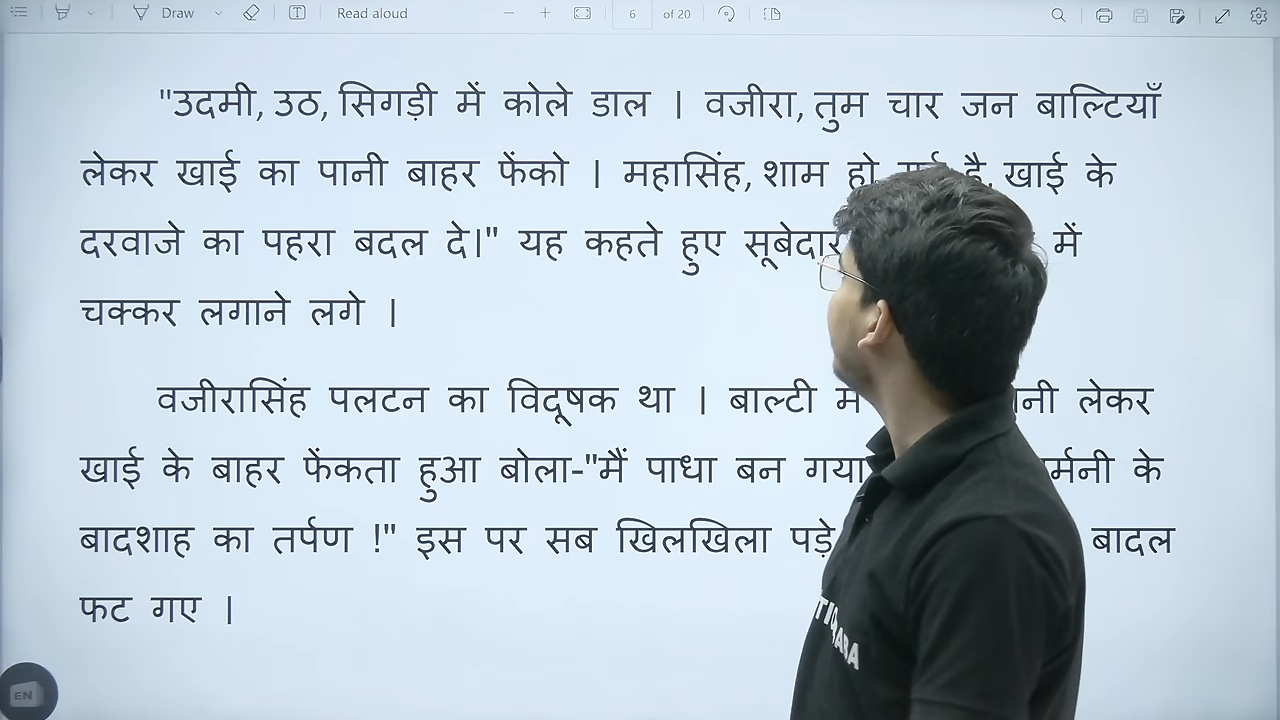 Draw
Read aloud
6 of 20
"उदमी, उठ, सिगड़ी में कोले डाल । वजीरा, तुम चार जन बाल्टियाँ
लेकर खाई का पानी बाहर फेंको । महासिंह, शाम हो है, खाई के
दरवाजे का पहरा बदल दे।" यह कहते हुए सूबेदार में
चक्कर लगाने लगे ।
वजीरासिंह पलटन का विदूषक था । बाल्टी लेकर
खाई के बाहर फेंकता हुआ बोला-"मैं पाधा बन गया के
बादशाह का तर्पण !" इस पर सब खिलखिला पड़े बादल
फट गए ।
EN